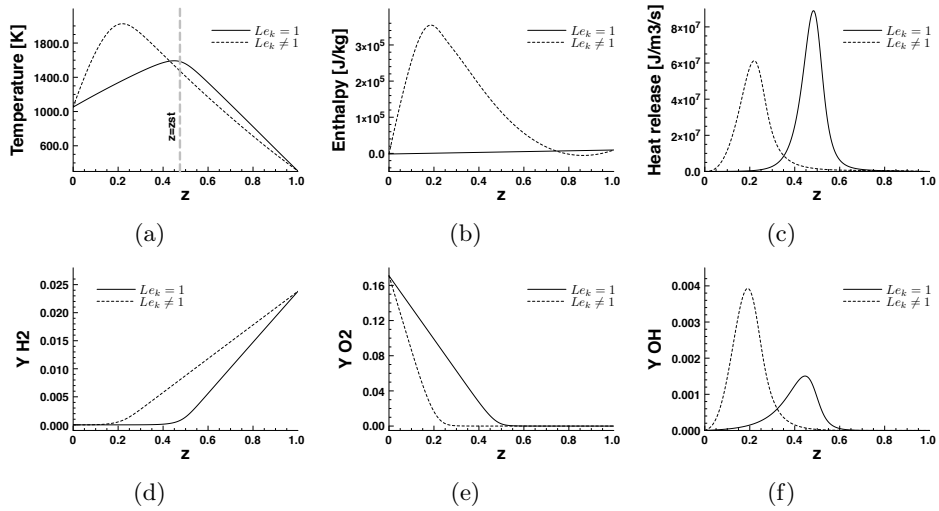 Temperature [K]
1800.0
1400.0
1000.0
600.0
0
0.2
0.4
0.6
0.8
1.0
z
z=zst
Le_k = 1
Le_k ≠ 1
(a)
Enthalpy [J/kg]
3x10^5
2x10^5
1x10^5
0.0
0
0.2
0.4
0.6
0.8
1.0
z
Le_k = 1
Le_k ≠ 1
(b)
Heat release [J/m3/s]
8x10^7
6x10^7
4x10^7
2x10^7
0.0
0.0
0.2
0.4
0.6
0.8
1.0
z
Le_k = 1
Le_k ≠ 1
(c)
Y H2
0.025
0.020
0.015
0.010
0.005
0.000
0
0.2
0.4
0.6
0.8
1.0
z
Le_k = 1
Le_k ≠ 1
(d)
Y O2
0.16
0.12
0.08
0.04
0.00
0.0
0.2
0.4
0.6
0.8
1.0
z
Le_k = 1
Le_k ≠ 1
(e)
Y OH
0.004
0.003
0.002
0.001
0.000
0.0
0.2
0.4
0.6
0.8
1.0
z
Le_k = 1
Le_k ≠ 1
(f)